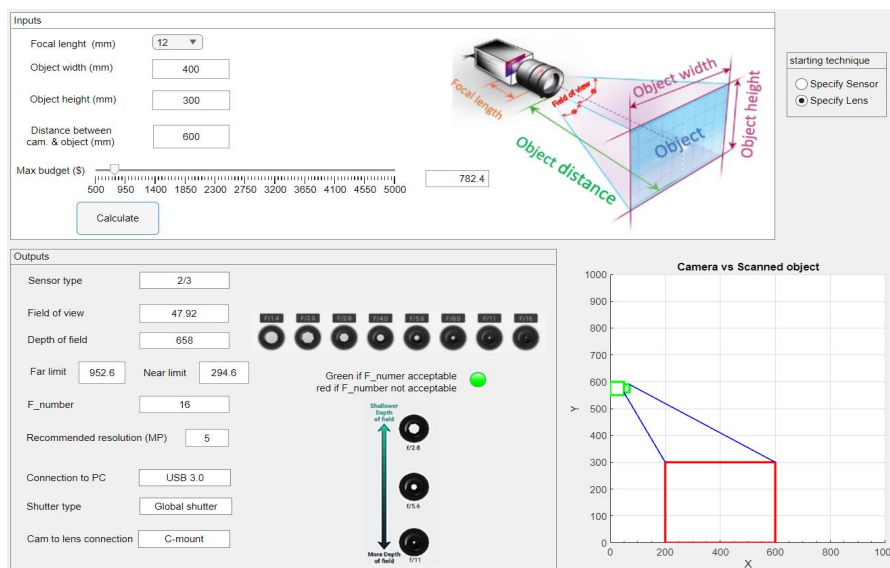 Inputs
Focal lenght (mm)
12
Object width (mm)
400
Object height (mm)
300
Distance between
cam. & object (mm)
600
Max budget ($)
500 950 1400 1850 2300 2750 3200 3650 4100 4550 5000
782.4
Calculate
Focal length
Field of view
θ θ
Object width
Object height
Object
Object distance
starting technique
Specify Sensor
Specify Lens
Outputs
Sensor type
2/3
Field of view
47.92
Depth of field
658
Far limit
952.6
Near limit
294.6
F_number
16
Recommended resolution (MP)
5
Connection to PC
USB 3.0
Shutter type
Global shutter
Cam to lens connection
C-mount
F/1.4 F/2.0 F/2.8 F/4.0 F/5.6 F/8.0 F/11 F/16
Green if F_numer acceptable
red if F_number not acceptable
Shallower
Depth
of field
f/2.8
f/5.6
More Depth
of field
f/11
Camera vs Scanned object
1000
900
800
700
600
500
400
300
200
100
0
Y
0 200 400 600 800 1000
X